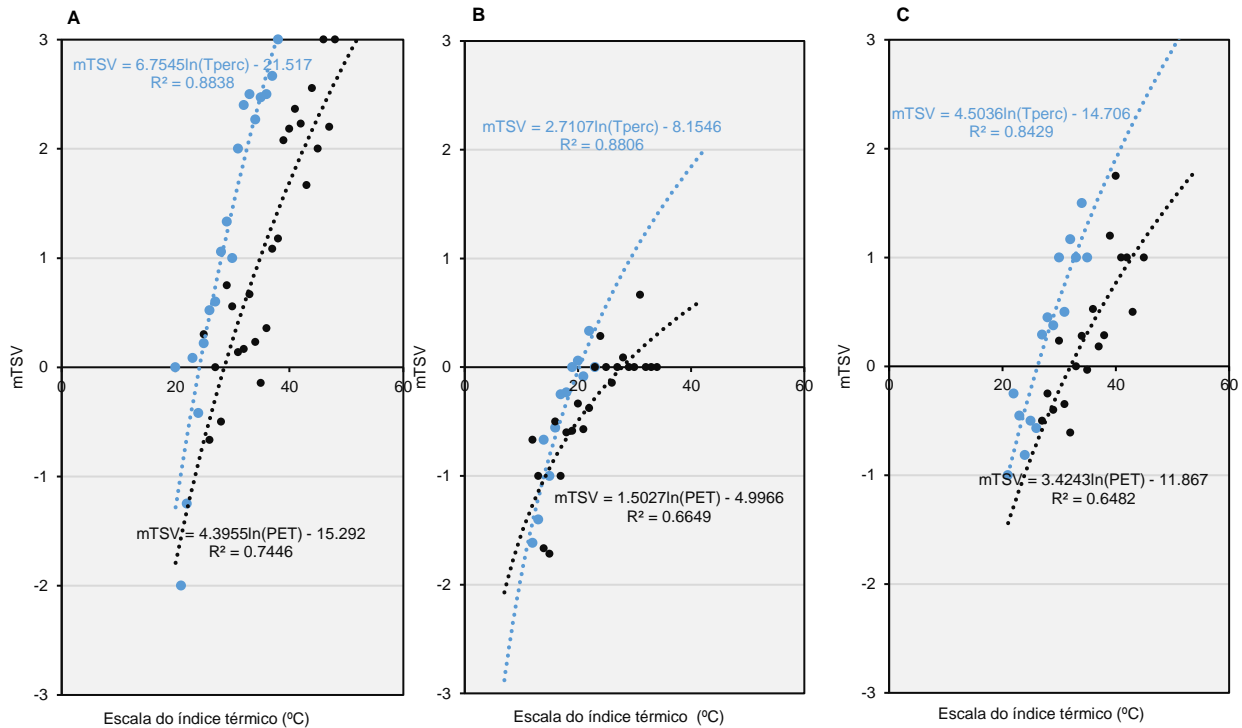 A
3
2
1
0
-1
-2
-3
0
20
40
60
mTSV
mTSV = 6.7545ln(Tperc) - 21.517
R² = 0.8838
mTSV = 4.3955ln(PET) - 15.292
R² = 0.7446
Escala do índice térmico (ºC)
B
3
2
1
0
-1
-2
-3
0
20
40
60
mTSV
mTSV = 2.7107ln(Tperc) - 8.1546
R² = 0.8806
mTSV = 1.5027ln(PET) - 4.9966
R² = 0.6649
Escala do índice térmico (ºC)
C
3
2
1
0
-1
-2
-3
0
20
40
60
mTSV
mTSV = 4.5036ln(Tperc) - 14.706
R² = 0.8429
mTSV = 3.4243ln(PET) - 11.867
R² = 0.6482
Escala do índice térmico (ºC)